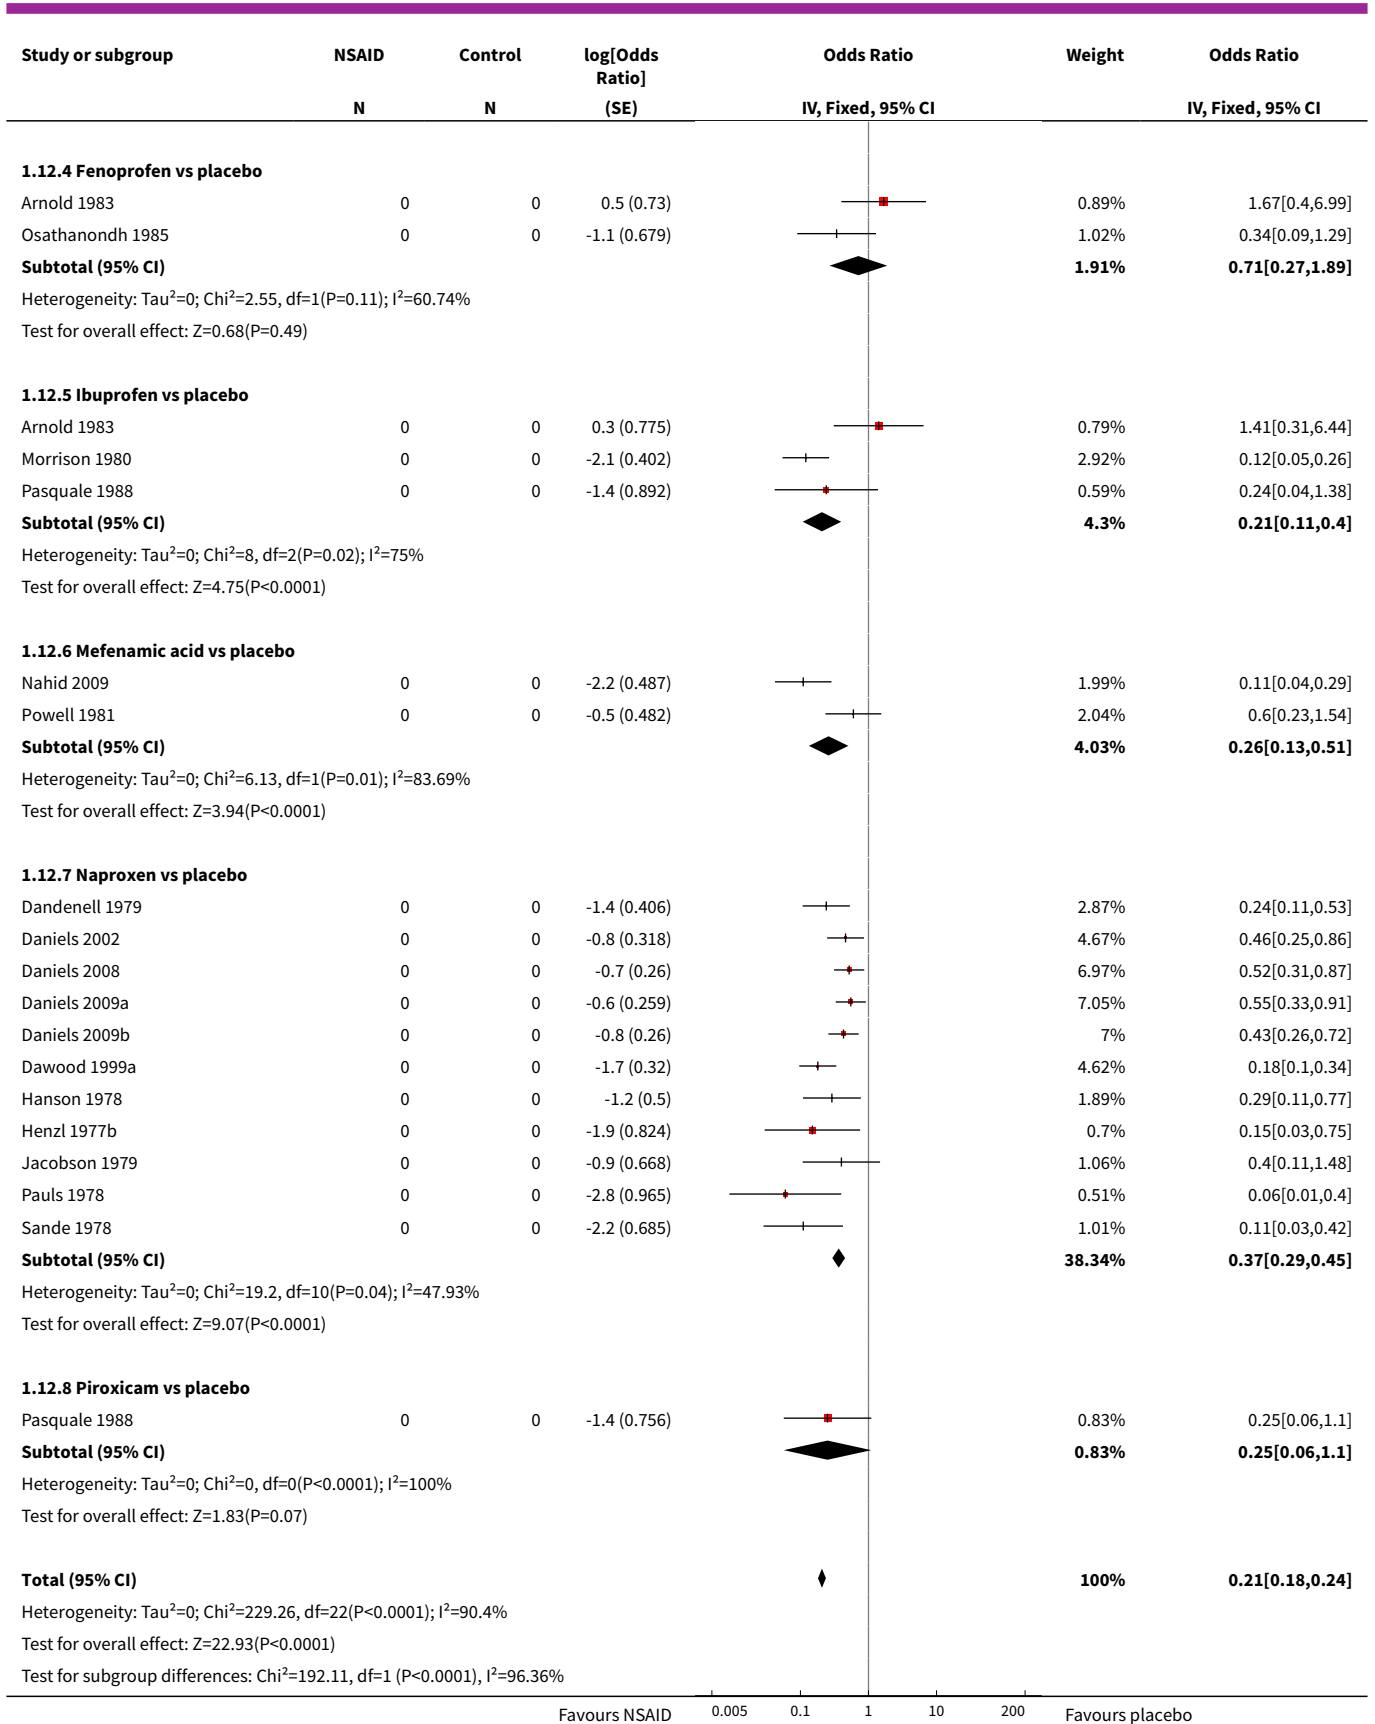 Study or subgroup NSAID Control log[Odds Ratio] Odds Ratio Weight Odds Ratio
N N (SE) IV, Fixed, 95% CI IV, Fixed, 95% CI
1.12.4 Fenoprofen vs placebo
Arnold 1983 0 0 0.5 (0.73) 0.89% 1.67[0.4,6.99]
Osathanondh 1985 0 0 -1.1 (0.679) 1.02% 0.34[0.09,1.29]
Subtotal (95% CI) 1.91% 0.71[0.27,1.89]
Heterogeneity: Tau²=0; Chi²=2.55, df=1(P=0.11); I²=60.74%
Test for overall effect: Z=0.68(P=0.49)
1.12.5 Ibuprofen vs placebo
Arnold 1983 0 0 0.3 (0.775) 0.79% 1.41[0.31,6.44]
Morrison 1980 0 0 -2.1 (0.402) 2.92% 0.12[0.05,0.26]
Pasquale 1988 0 0 -1.4 (0.892) 0.59% 0.24[0.04,1.38]
Subtotal (95% CI) 4.3% 0.21[0.11,0.4]
Heterogeneity: Tau²=0; Chi²=8, df=2(P=0.02); I²=75%
Test for overall effect: Z=4.75(P<0.0001)
1.12.6 Mefenamic acid vs placebo
Nahid 2009 0 0 -2.2 (0.487) 1.99% 0.11[0.04,0.29]
Powell 1981 0 0 -0.5 (0.482) 2.04% 0.6[0.23,1.54]
Subtotal (95% CI) 4.03% 0.26[0.13,0.51]
Heterogeneity: Tau²=0; Chi²=6.13, df=1(P=0.01); I²=83.69%
Test for overall effect: Z=3.94(P<0.0001)
1.12.7 Naproxen vs placebo
Dandenell 1979 0 0 -1.4 (0.406) 2.87% 0.24[0.11,0.53]
Daniels 2002 0 0 -0.8 (0.318) 4.67% 0.46[0.25,0.86]
Daniels 2008 0 0 -0.7 (0.26) 6.97% 0.52[0.31,0.87]
Daniels 2009a 0 0 -0.6 (0.259) 7.05% 0.55[0.33,0.91]
Daniels 2009b 0 0 -0.8 (0.26) 7% 0.43[0.26,0.72]
Dawood 1999a 0 0 -1.7 (0.32) 4.62% 0.18[0.1,0.34]
Hanson 1978 0 0 -1.2 (0.5) 1.89% 0.29[0.11,0.77]
Henzl 1977b 0 0 -1.9 (0.824) 0.7% 0.15[0.03,0.75]
Jacobson 1979 0 0 -0.9 (0.668) 1.06% 0.4[0.11,1.48]
Pauls 1978 0 0 -2.8 (0.965) 0.51% 0.06[0.01,0.4]
Sande 1978 0 0 -2.2 (0.685) 1.01% 0.11[0.03,0.42]
Subtotal (95% CI) 38.34% 0.37[0.29,0.45]
Heterogeneity: Tau²=0; Chi²=19.2, df=10(P=0.04); I²=47.93%
Test for overall effect: Z=9.07(P<0.0001)
1.12.8 Piroxicam vs placebo
Pasquale 1988 0 0 -1.4 (0.756) 0.83% 0.25[0.06,1.1]
Subtotal (95% CI) 0.83% 0.25[0.06,1.1]
Heterogeneity: Tau²=0; Chi²=0, df=0(P<0.0001); I²=100%
Test for overall effect: Z=1.83(P=0.07)
Total (95% CI) 100% 0.21[0.18,0.24]
Heterogeneity: Tau²=0; Chi²=229.26, df=22(P<0.0001); I²=90.4%
Test for overall effect: Z=22.93(P<0.0001)
Test for subgroup differences: Chi²=192.11, df=1 (P<0.0001), I²=96.36%
Favours NSAID 0.005 0.1 1 10 200 Favours placebo